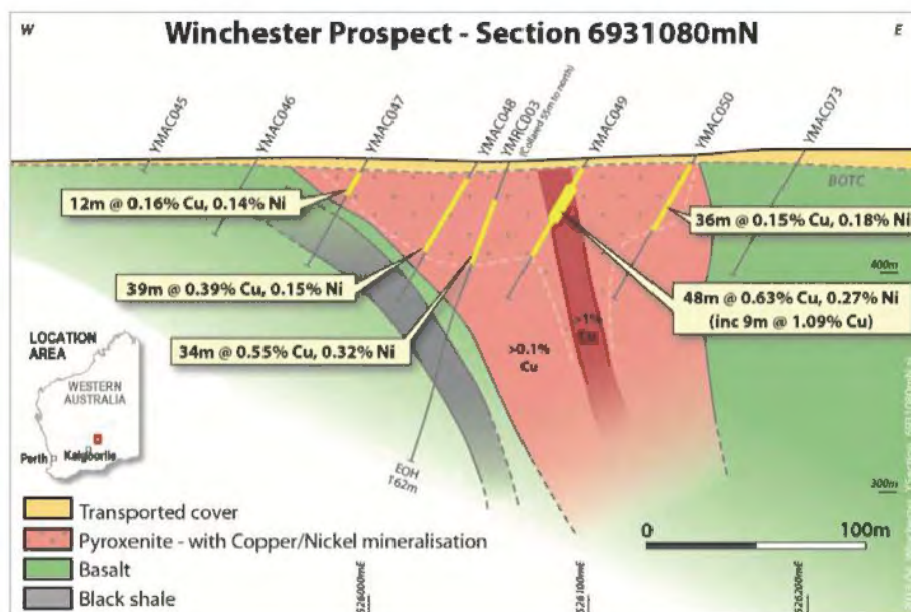 W
Winchester Prospect - Section 6931080mN
E
YMAC045
YMAC046
YMAC047
YMAC048
YMRC003
(Collared 55m to north)
YMAC049
YMAC050
YMAC073
BOTC
12m @ 0.16% Cu, 0.14% Ni
36m @ 0.15% Cu, 0.18% Ni
400m
39m @ 0.39% Cu, 0.15% Ni
48m @ 0.63% Cu, 0.27% Ni
(inc 9m @ 1.09% Cu)
34m @ 0.55% Cu, 0.32% Ni
>0.1%
Cu
>1%
Cu
LOCATION
AREA
WESTERN
AUSTRALIA
Perth
Kalgoorlie
EOH
162m
300m
Transported cover
Pyroxenite - with Copper/Nickel mineralisation
Basalt
Black shale
0
100m
526000mE
526100mE
526200mE